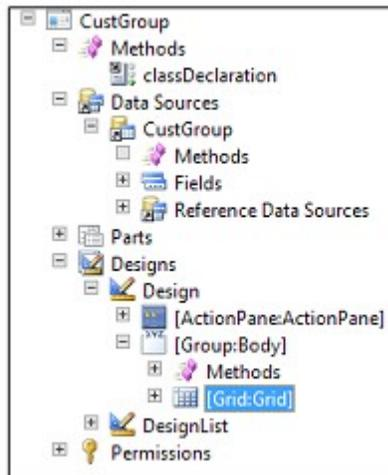 CustGroup
Methods
classDeclaration
Data Sources
CustGroup
Methods
Fields
Reference Data Sources
Parts
Designs
Design
[ActionPane:ActionPane]
XYZ
[Group:Body]
Methods
[Grid:Grid]
DesignList
Permissions